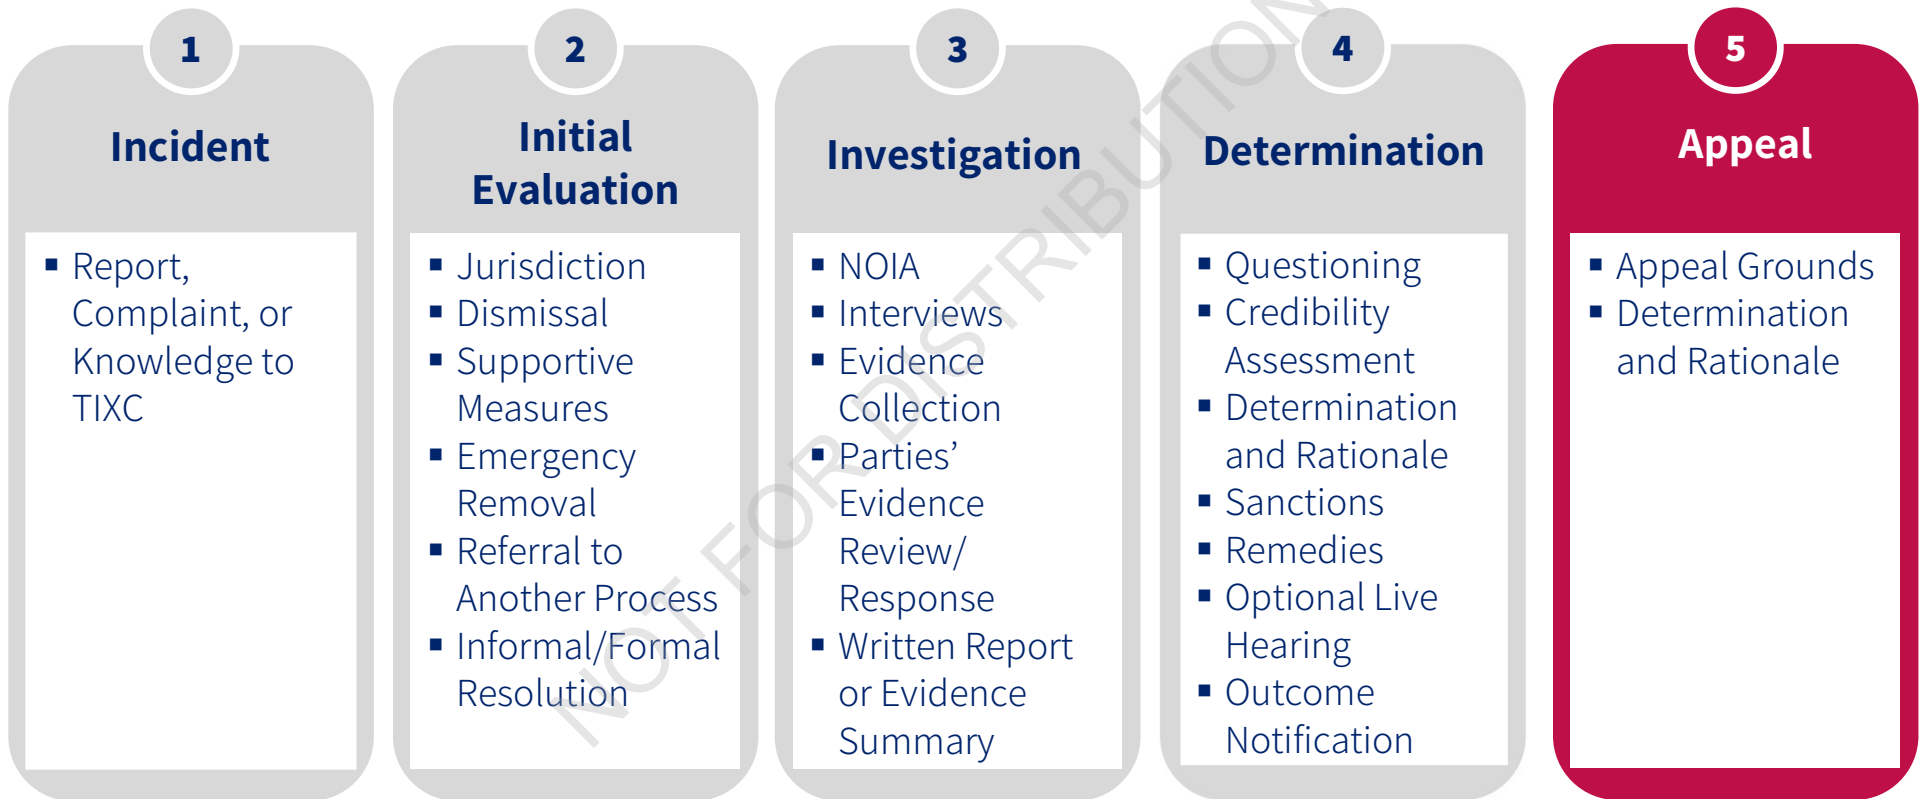 1
Incident
▪ Report,
Complaint, or
Knowledge to
TIXC
2
Initial
Evaluation
▪ Jurisdiction
▪ Dismissal
▪ Supportive
Measures
▪ Emergency
Removal
▪ Referral to
Another Process
▪ Informal/Formal
Resolution
3
Investigation
▪ NOIA
▪ Interviews
▪ Evidence
Collection
▪ Parties’
Evidence
Review/
Response
▪ Written Report
or Evidence
Summary
4
Determination
▪ Questioning
▪ Credibility
Assessment
▪ Determination
and Rationale
▪ Sanctions
▪ Remedies
▪ Optional Live
Hearing
▪ Outcome
Notification
5
Appeal
▪ Appeal Grounds
▪ Determination
and Rationale
NOT FOR DISTRIBUTION